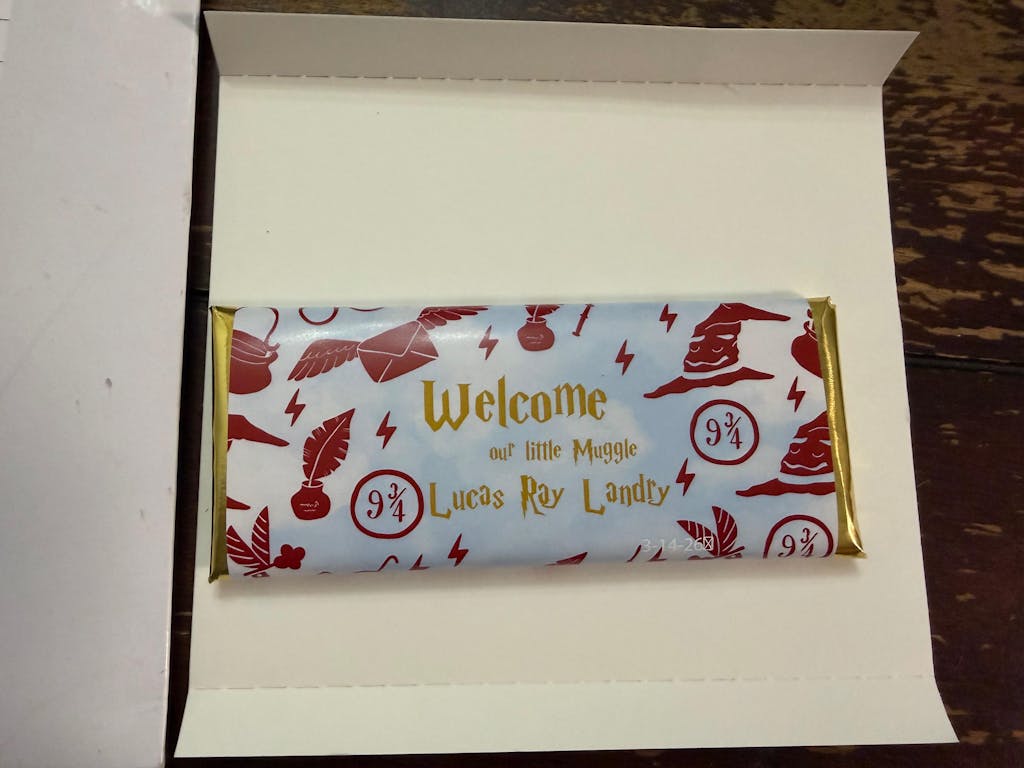 Welcome
our little Muggle
Lucas Ray Landry
9¾
9¾
9¾
3-14-26